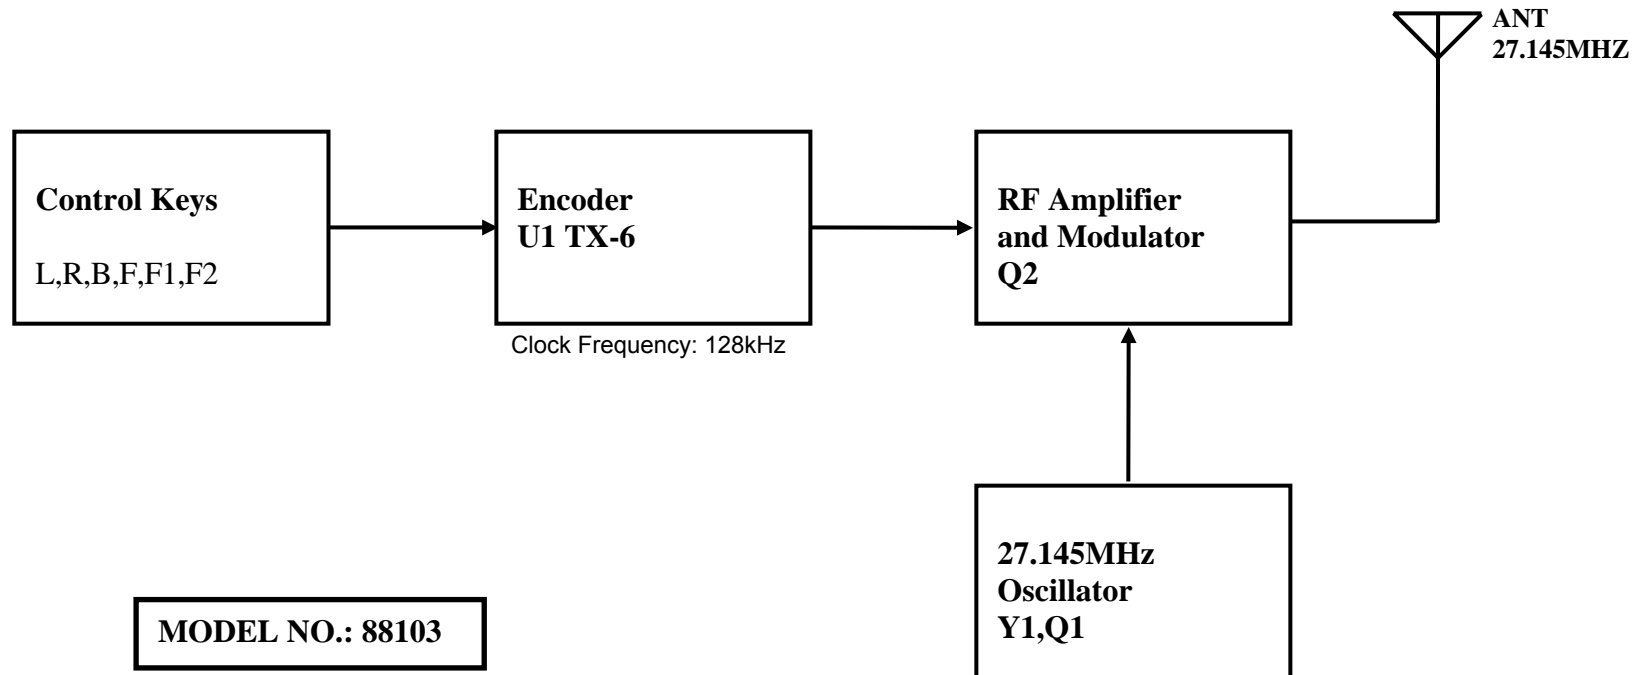 ANT
27.145MHZ
Control Keys
L,R,B,F,F1,F2
Encoder
U1 TX-6
RF Amplifier
and Modulator
Q2
Clock Frequency: 128kHz
27.145MHz
Oscillator
Y1,Q1
MODEL NO.: 88103